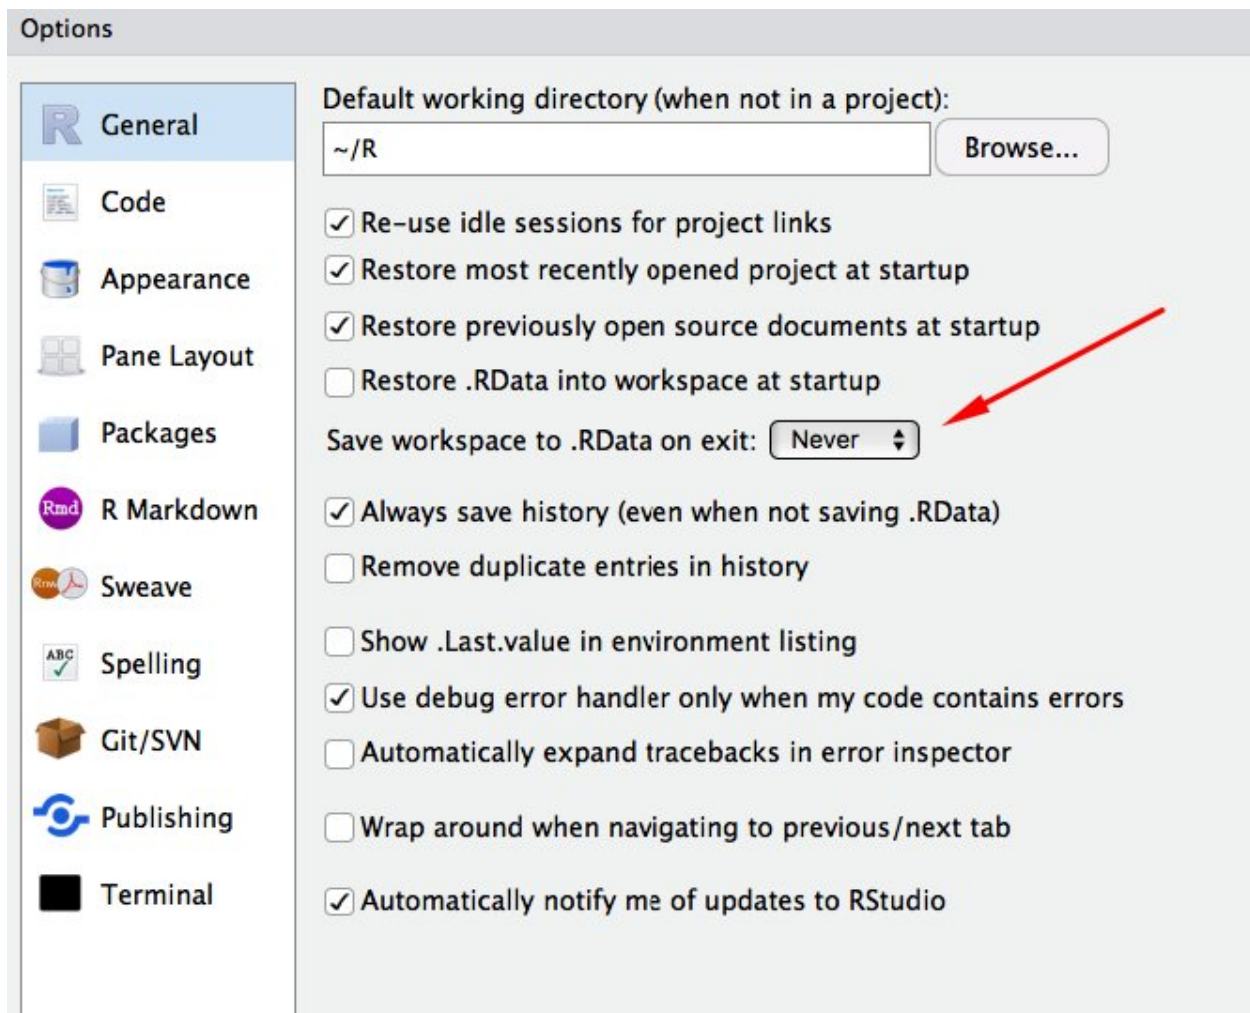 Options
General
Code
Appearance
Pane Layout
Packages
Rmd R Markdown
Rnw Sweave
ABC Spelling
Git/SVN
Publishing
Terminal
Default working directory (when not in a project):
~/R Browse...
Re-use idle sessions for project links
Restore most recently opened project at startup
Restore previously open source documents at startup
Restore .RData into workspace at startup
Save workspace to .RData on exit: Never
Always save history (even when not saving .RData)
Remove duplicate entries in history
Show .Last.value in environment listing
Use debug error handler only when my code contains errors
Automatically expand tracebacks in error inspector
Wrap around when navigating to previous/next tab
Automatically notify me of updates to RStudio